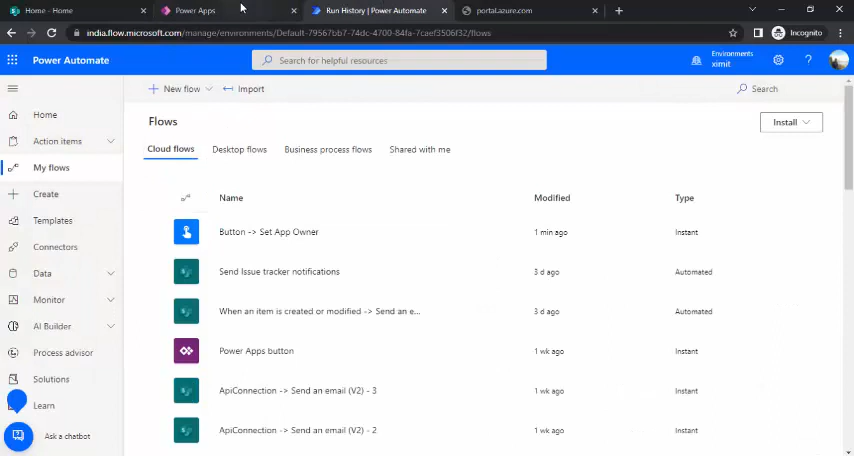 Home - Home
Power Apps
Run History | Power Automate
portal.azure.com
india.flow.microsoft.com/manage/environments/Default-79567bb7-74dc-4700-84fa-7caef3506f32/flows
Incognito
Power Automate
Search for helpful resources
Environments
ximit
New flow
Import
Search
Home
Action items
My flows
Create
Templates
Connectors
Data
Monitor
AI Builder
Process advisor
Solutions
Learn
Ask a chatbot
Flows
Install
Cloud flows
Desktop flows
Business process flows
Shared with me
Name Modified Type
Button -> Set App Owner 1 min ago Instant
Send Issue tracker notifications 3 d ago Automated
When an item is created or modified -> Send an e... 3 d ago Automated
Power Apps button 1 wk ago Instant
ApiConnection -> Send an email (V2) - 3 1 wk ago Instant
ApiConnection -> Send an email (V2) - 2 1 wk ago Instant